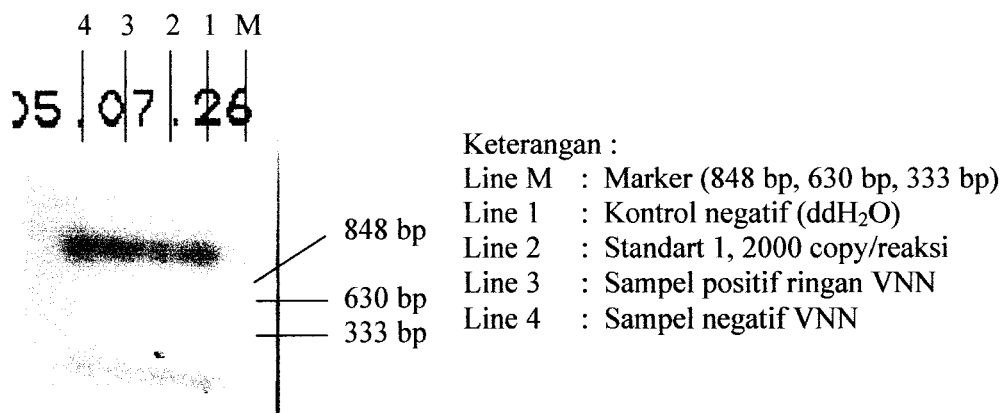 4 3 2 1 M
05.07.26
848 bp
630 bp
333 bp
Keterangan :
Line M : Marker (848 bp, 630 bp, 333 bp)
Line 1 : Kontrol negatif (ddH₂O)
Line 2 : Standart 1, 2000 copy/reaksi
Line 3 : Sampel positif ringan VNN
Line 4 : Sampel negatif VNN